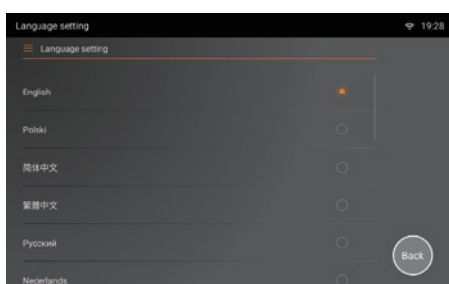 Language setting 19:28
Language setting
English
Polski
简体中文
繁體中文
Русский
Back
Nederlands